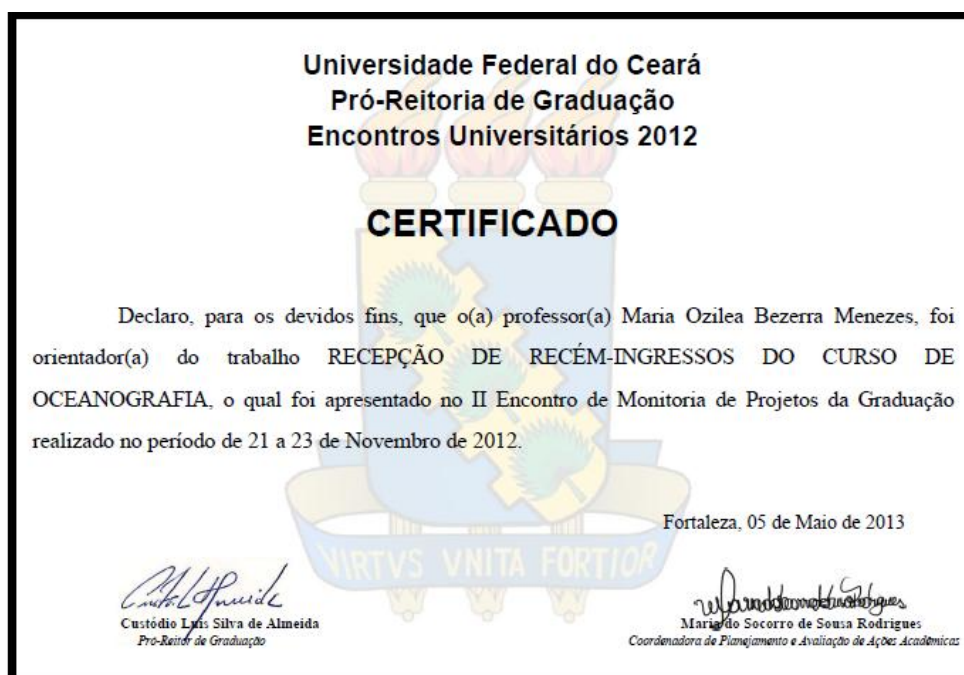 Universidade Federal do Ceará
Pró-Reitoria de Graduação
Encontros Universitários 2012
CERTIFICADO
Declaro, para os devidos fins, que o(a) professor(a) Maria Ozilea Bezerra Menezes, foi
orientador(a) do trabalho RECEPÇÃO DE RECÉM-INGRESSOS DO CURSO DE
OCEANOGRAFIA, o qual foi apresentado no II Encontro de Monitoria de Projetos da Graduação
realizado no período de 21 a 23 de Novembro de 2012.
Fortaleza, 05 de Maio de 2013
VIRTVS VNITA FORTIOR
Custódio Luís Silva de Almeida
Pró-Reitor de Graduação
Maria do Socorro de Sousa Rodrigues
Coordenadora de Planejamento e Avaliação de Ações Acadêmicas